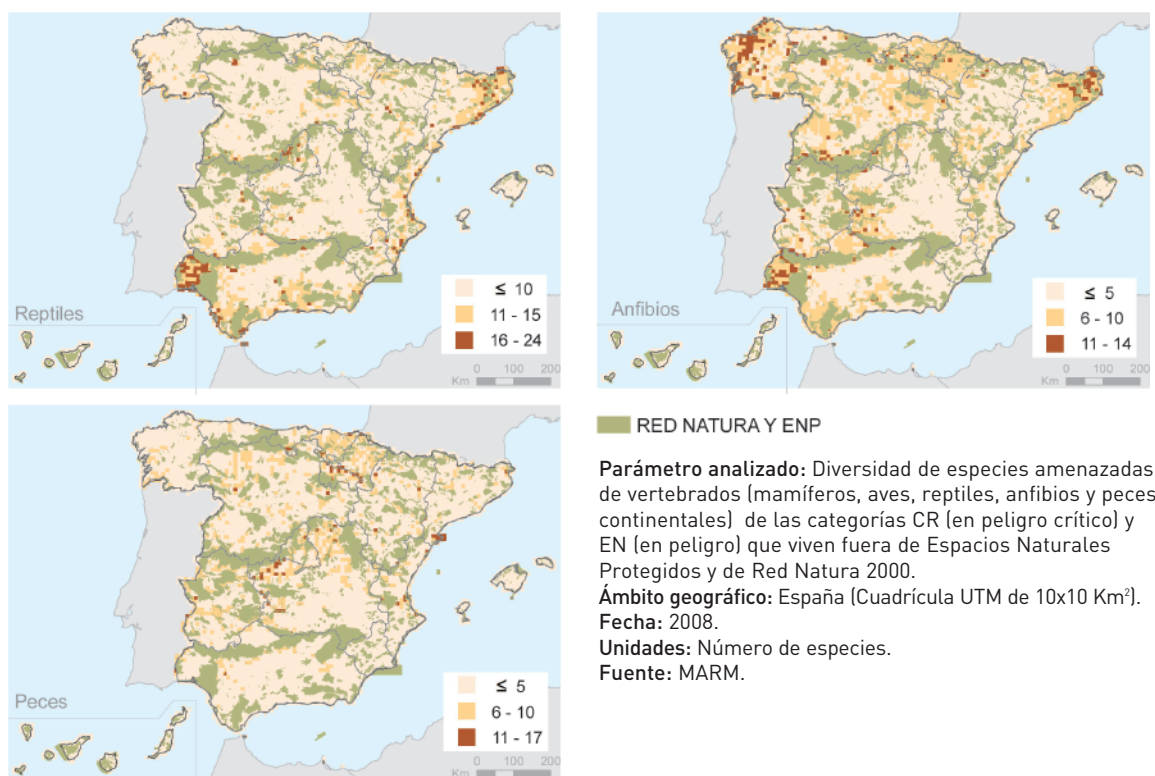 Reptiles
≤ 10
11 - 15
16 - 24
Km 0 100 200
Anfibios
≤ 5
6 - 10
11 - 14
Km 0 100 200
Peces
≤ 5
6 - 10
11 - 17
Km 0 100 200
RED NATURA Y ENP
Parámetro analizado: Diversidad de especies amenazadas
de vertebrados (mamíferos, aves, reptiles, anfibios y peces
continentales) de las categorías CR (en peligro crítico) y
EN (en peligro) que viven fuera de Espacios Naturales
Protegidos y de Red Natura 2000.
Ámbito geográfico: España (Cuadrícula UTM de 10x10 Km²).
Fecha: 2008.
Unidades: Número de especies.
Fuente: MARM.